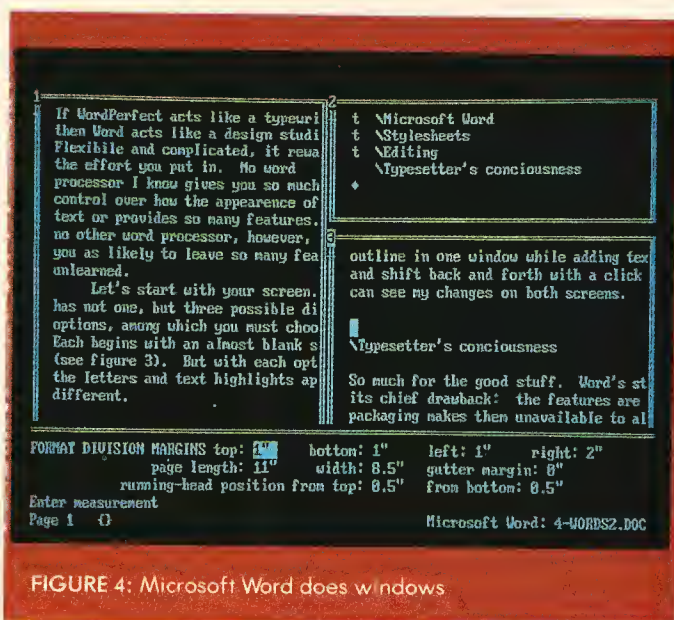 1
If WordPerfect acts like a typewri
then Word acts like a design studi
Flexibile and complicated, it rewa
the effort you put in. No word
processor I know gives you so much
control over how the appearence of
text or provides so many features.
no other word processor, however,
you as likely to leave so many fea
unlearned.
Let's start with your screen.
has not one, but three possible di
options, among which you must choo
Each begins with an almost blank s
(see figure 3). But with each opt
the letters and text highlights ap
different.
2
t \Microsoft Word
t \Stylesheets
t \Editing
\Typesetter's conciousness
♦
3
outline in one window while adding tex
and shift back and forth with a click
can see my changes on both screens.
\Typesetter's conciousness
So much for the good stuff. Word's st
its chief drawback: the features are
packaging makes them unavailable to al
FORMAT DIVISION MARGINS top: 1" bottom: 1" left: 1" right: 2"
page length: 11" width: 8.5" gutter margin: 0"
running-head position from top: 0.5" from bottom: 0.5"
Enter measurement
Page 1 {} Microsoft Word: 4-WORDS2.DOC
FIGURE 4: Microsoft Word does windows